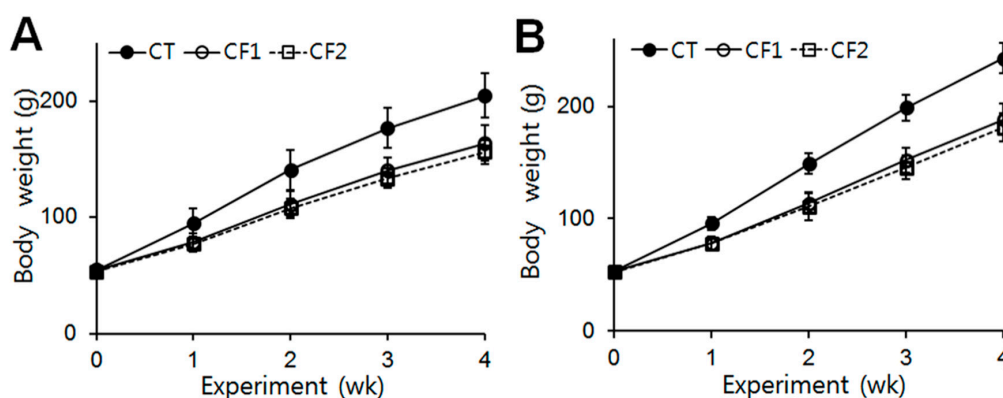 A
CT CF1 CF2
Body weight (g)
200
100
0
0 1 2 3 4
Experiment (wk)
B
CT CF1 CF2
Body weight (g)
200
100
0
0 1 2 3 4
Experiment (wk)